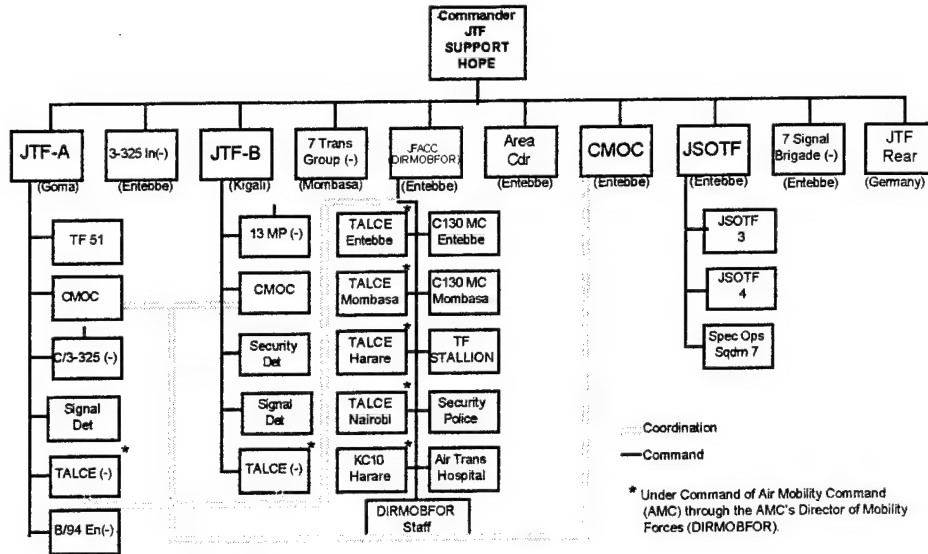 Commander
JTF
SUPPORT
HOPE
JTF-A
(Goma)
3-325 In(-)
(Entebbe)
JTF-B
(Kigali)
7 Trans
Group (-)
(Mombasa)
JFACC
(DIRMOBFOR)
(Entebbe)
Area
Cdr
(Entebbe)
CMOC
(Entebbe)
JSOTF
(Entebbe)
7 Signal
Brigade (-)
(Entebbe)
JTF
Rear
(Germany)
TF 51
CMOC
C/3-325 (-)
Signal
Det
TALCE (-) *
B/94 En(-)
13 MP (-)
CMOC
Security
Det
Signal
Det
TALCE (-) *
TALCE *
Entebbe
TALCE *
Mombasa
TALCE *
Harare
TALCE *
Nairobi
KC10 *
Harare
C130 MC
Entebbe
C130 MC
Mombasa
TF
STALLION
Security
Police
Air Trans
Hospital
DIRMOBFOR
Staff
JSOTF
3
JSOTF
4
Spec Ops
Sqdrn 7
Coordination
Command
* Under Command of Air Mobility Command
(AMC) through the AMC's Director of Mobility
Forces (DIRMOBFOR).